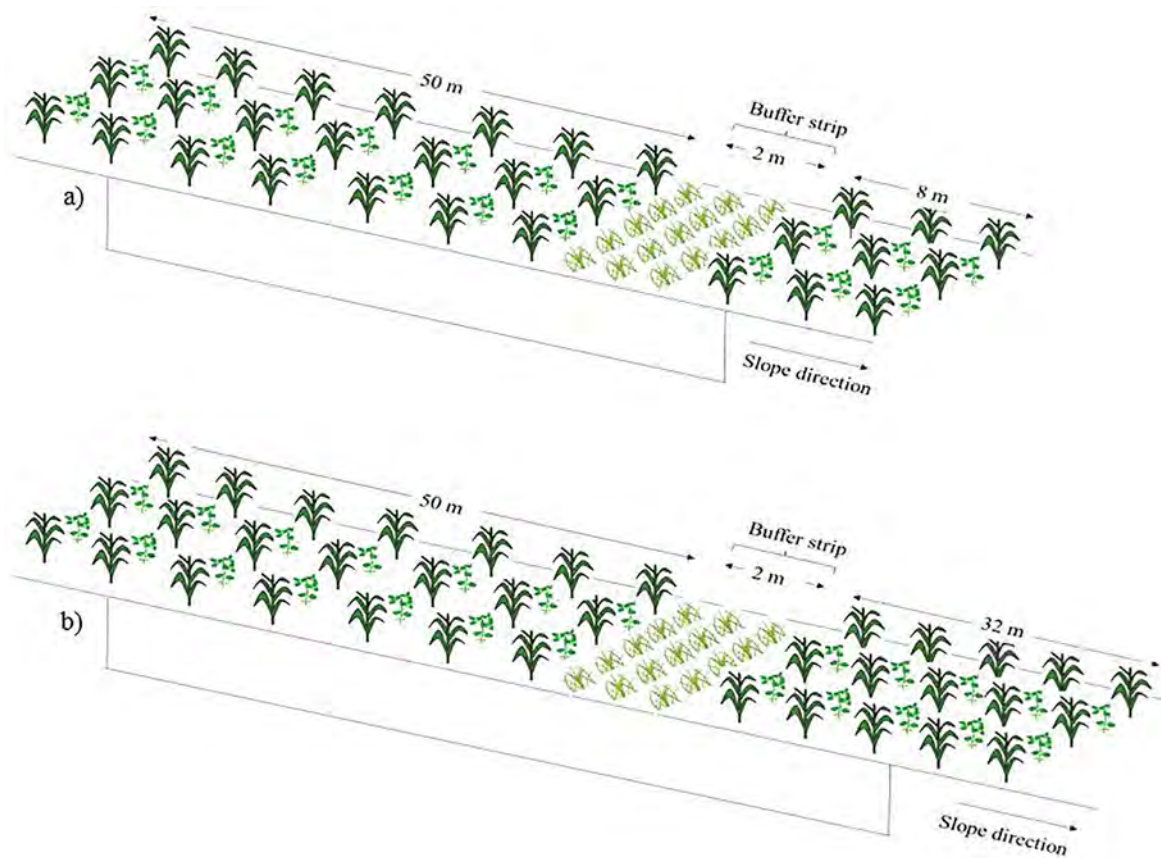 50 m
Buffer strip
2 m
8 m
a)
Slope direction
50 m
Buffer strip
2 m
32 m
b)
Slope direction